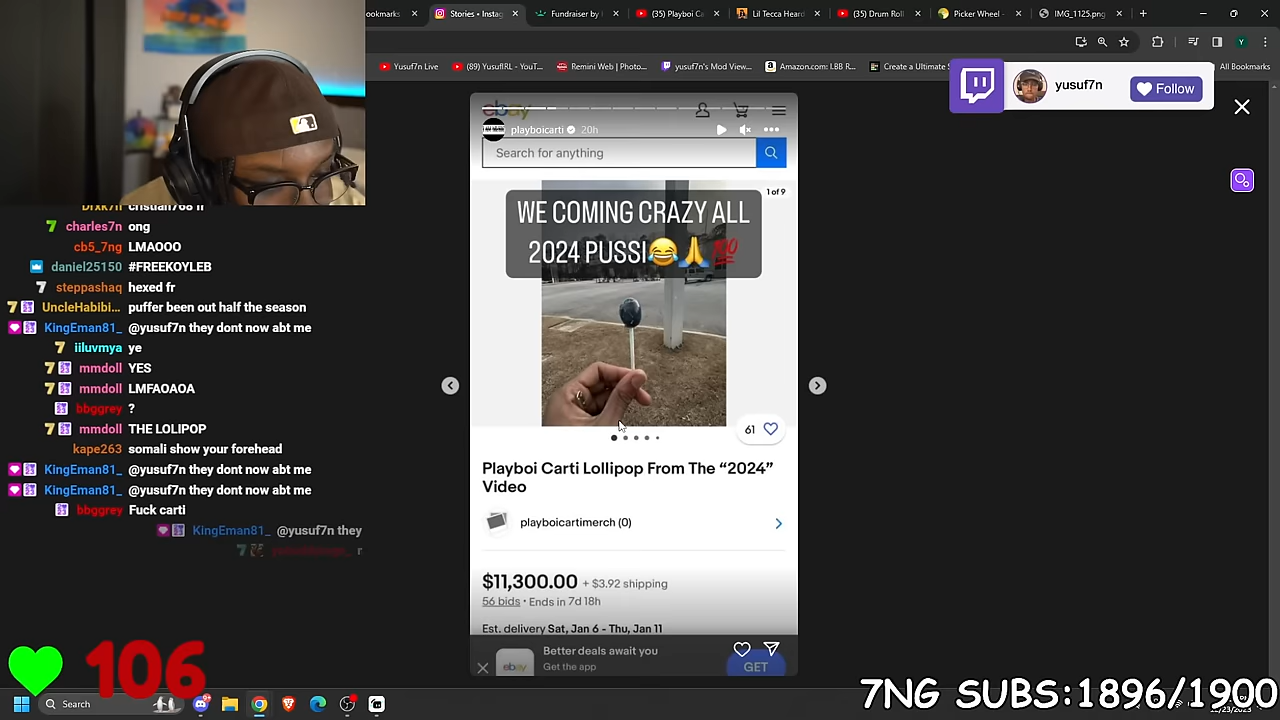 ookmarks
Stories • Instag
Fundraiser by
(35) Playboi Ca
Lil Tecca Heard
(35) Drum Roll
Picker Wheel -
IMG_1125.png
Yusuf7n Live
(89) YusuflRL - YouT...
Remini Web | Photo...
yusuf7n's Mod View...
Amazon.com: LBB R...
Create a Ultimate S
All Bookmarks
yusuf7n
Follow
ebay
playboicarti 20h
Search for anything
1 of 9
WE COMING CRAZY ALL
2024 PUSSI😂🙏💯
61
Playboi Carti Lollipop From The “2024”
Video
playboicartimerch (0)
$11,300.00 + $3.92 shipping
56 bids • Ends in 7d 18h
Est. delivery Sat, Jan 6 - Thu, Jan 11
Better deals await you
ebay
Get the app
GET
cristian768 fr
charles7n ong
cb5_7ng LMAOOO
daniel25150 #FREEKOYLEB
steppashaq hexed fr
UncleHabibi... puffer been out half the season
KingEman81_ @yusuf7n they dont now abt me
iiluvmya ye
mmdoll YES
mmdoll LMFAOAOA
bbggrey ?
mmdoll THE LOLIPOP
kape263 somali show your forehead
KingEman81_ @yusuf7n they dont now abt me
KingEman81_ @yusuf7n they dont now abt me
bbggrey Fuck carti
KingEman81_ @yusuf7n they
106
Search
7NG SUBS:1896/1900